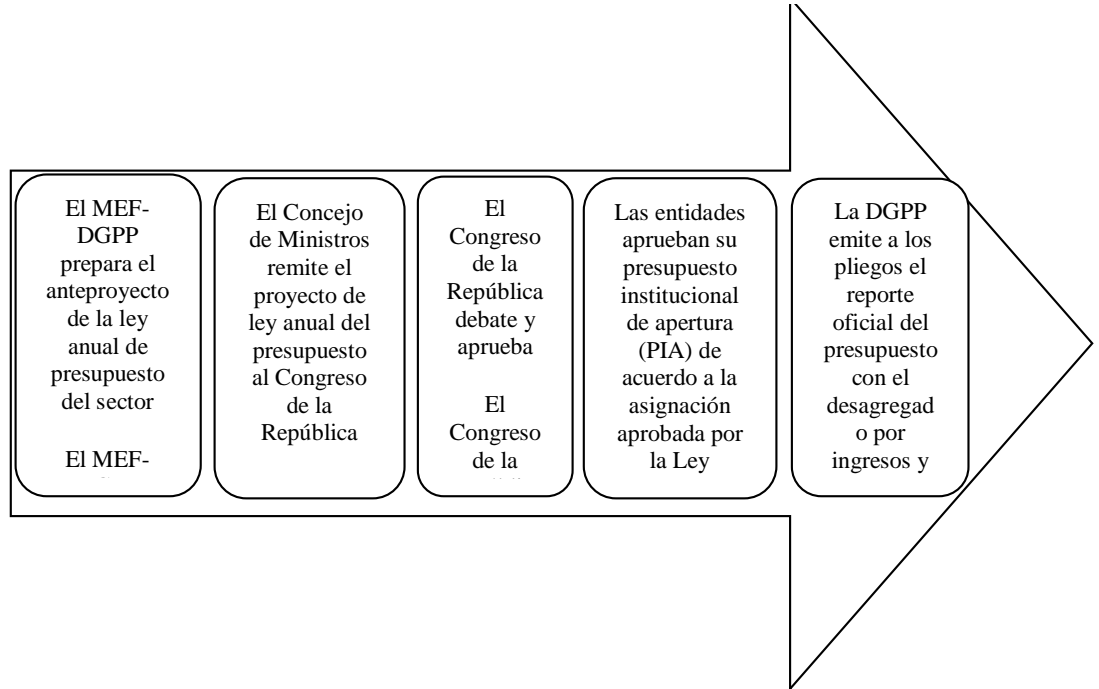 El MEF-
DGPP
prepara el
anteproyecto
de la ley
anual de
presupuesto
del sector
El MEF-
El Concejo
de Ministros
remite el
proyecto de
ley anual del
presupuesto
al Congreso
de la
República
El
Congreso
de la
República
debate y
aprueba
El
Congreso
de la
Las entidades
aprueban su
presupuesto
institucional
de apertura
(PIA) de
acuerdo a la
asignación
aprobada por
la Ley
La DGPP
emite a los
pliegos el
reporte
oficial del
presupuesto
con el
desagregad
o por
ingresos y